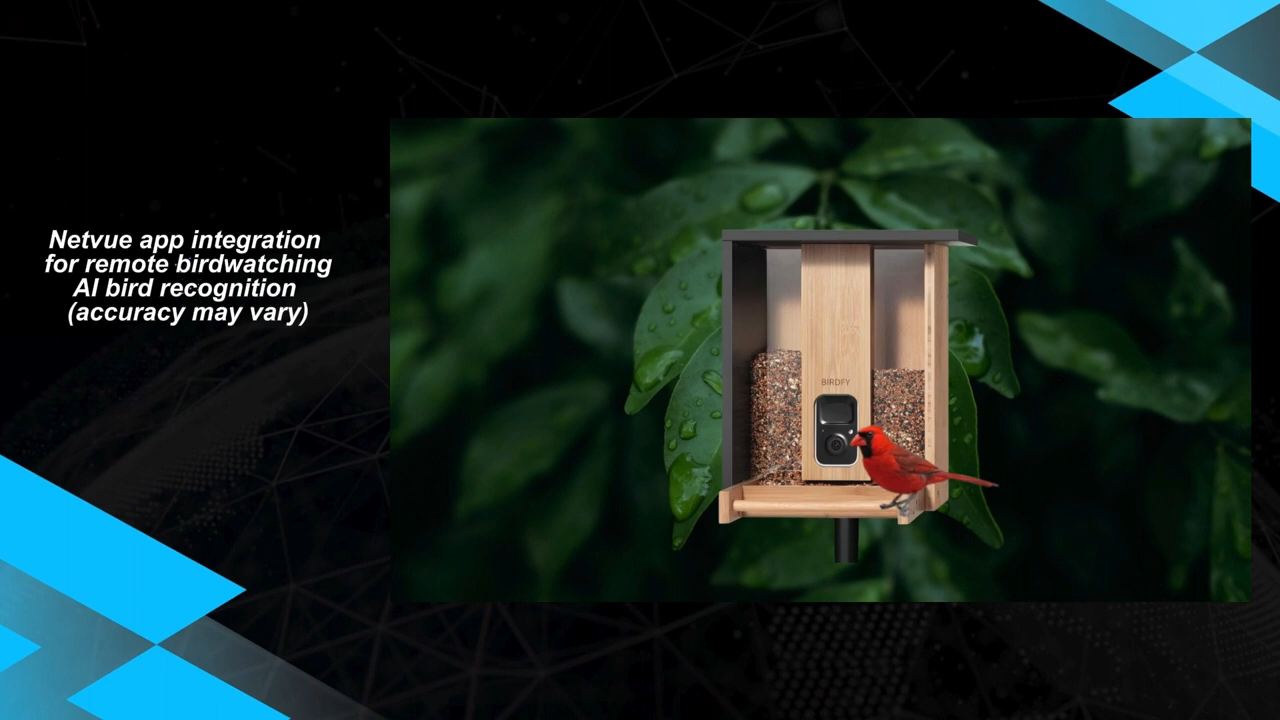 Netvue app integration
for remote birdwatching
AI bird recognition
(accuracy may vary)
BIRDFY